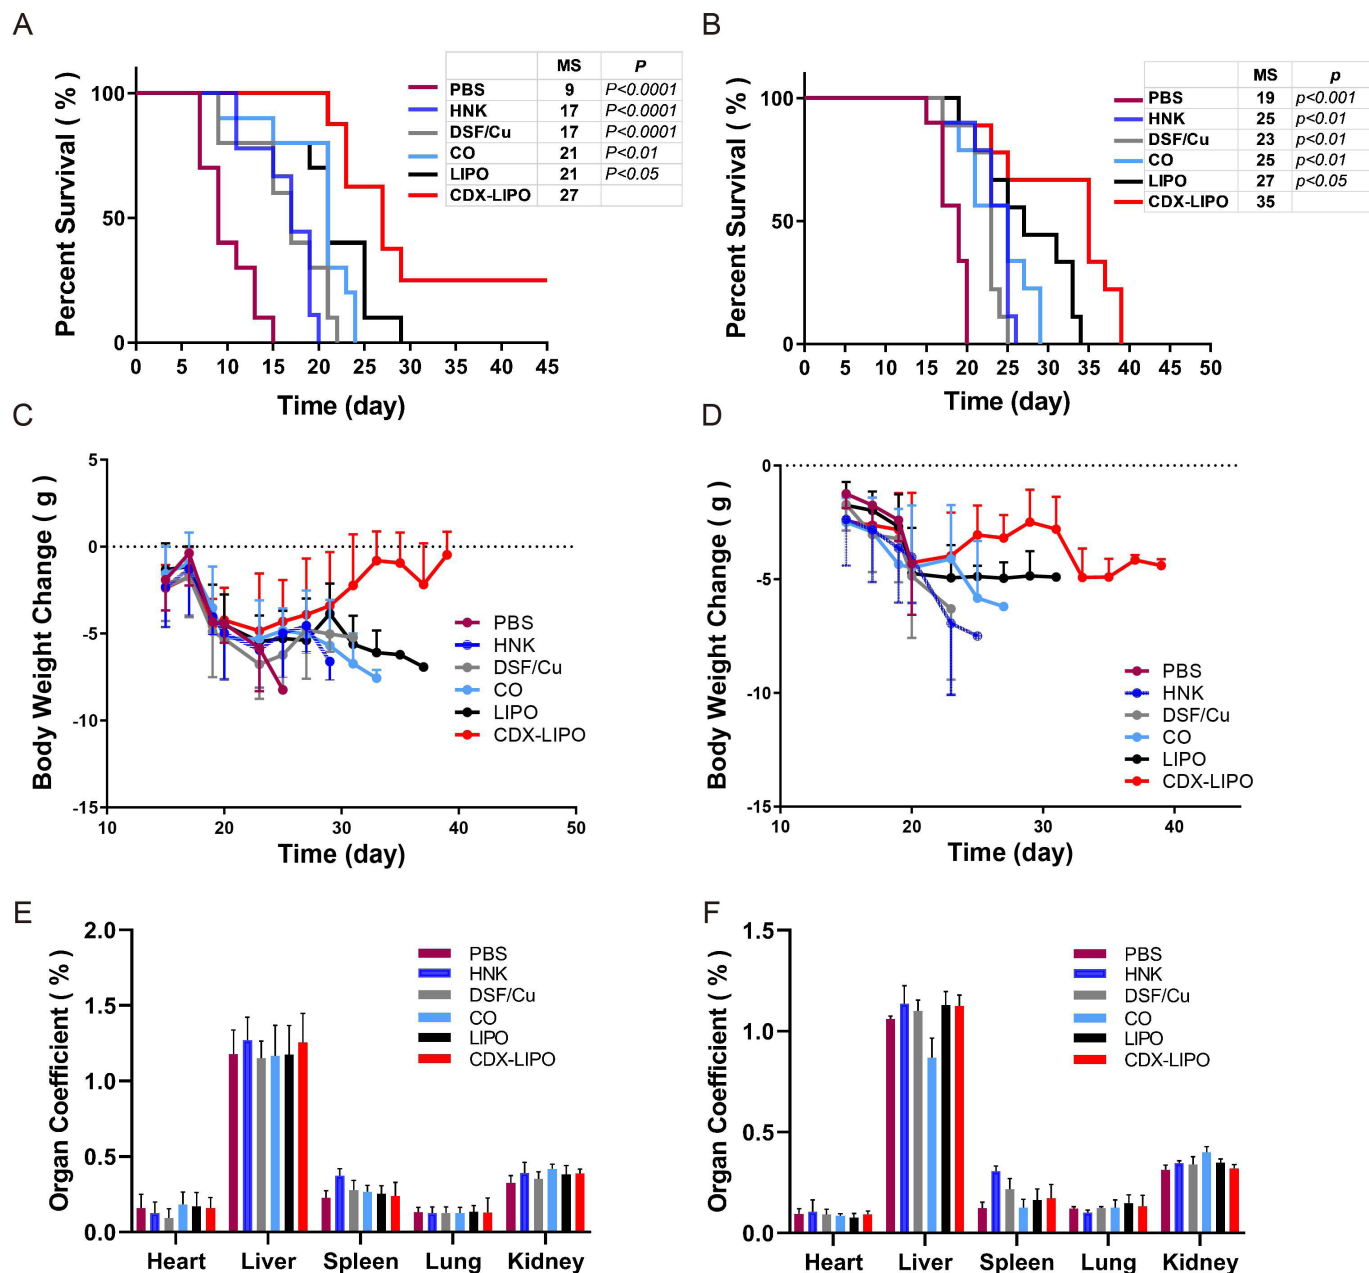 A
MS P
PBS 9 P<0.0001
HNK 17 P<0.0001
DSF/Cu 17 P<0.0001
CO 21 P<0.01
LIPO 21 P<0.05
CDX-LIPO 27
Percent Survival ( % )
100
50
0
0 5 10 15 20 25 30 35 40 45
Time (day)
B
MS p
PBS 19 p<0.001
HNK 25 p<0.01
DSF/Cu 23 p<0.01
CO 25 p<0.01
LIPO 27 p<0.05
CDX-LIPO 35
Percent Survival ( % )
100
50
0
0 5 10 15 20 25 30 35 40 45 50
Time (day)
C
Body Weight Change ( g )
5
0
-5
-10
-15
10 20 30 40 50
Time (day)
PBS
HNK
DSF/Cu
CO
LIPO
CDX-LIPO
D
Body Weight Change ( g )
0
-5
-10
-15
10 20 30 40
Time (day)
PBS
HNK
DSF/Cu
CO
LIPO
CDX-LIPO
E
Organ Coefficient ( % )
2.0
1.5
1.0
0.5
0.0
PBS
HNK
DSF/Cu
CO
LIPO
CDX-LIPO
Heart Liver Spleen Lung Kidney
F
Organ Coefficient ( % )
1.5
1.0
0.5
0.0
PBS
HNK
DSF/Cu
CO
LIPO
CDX-LIPO
Heart Liver Spleen Lung Kidney